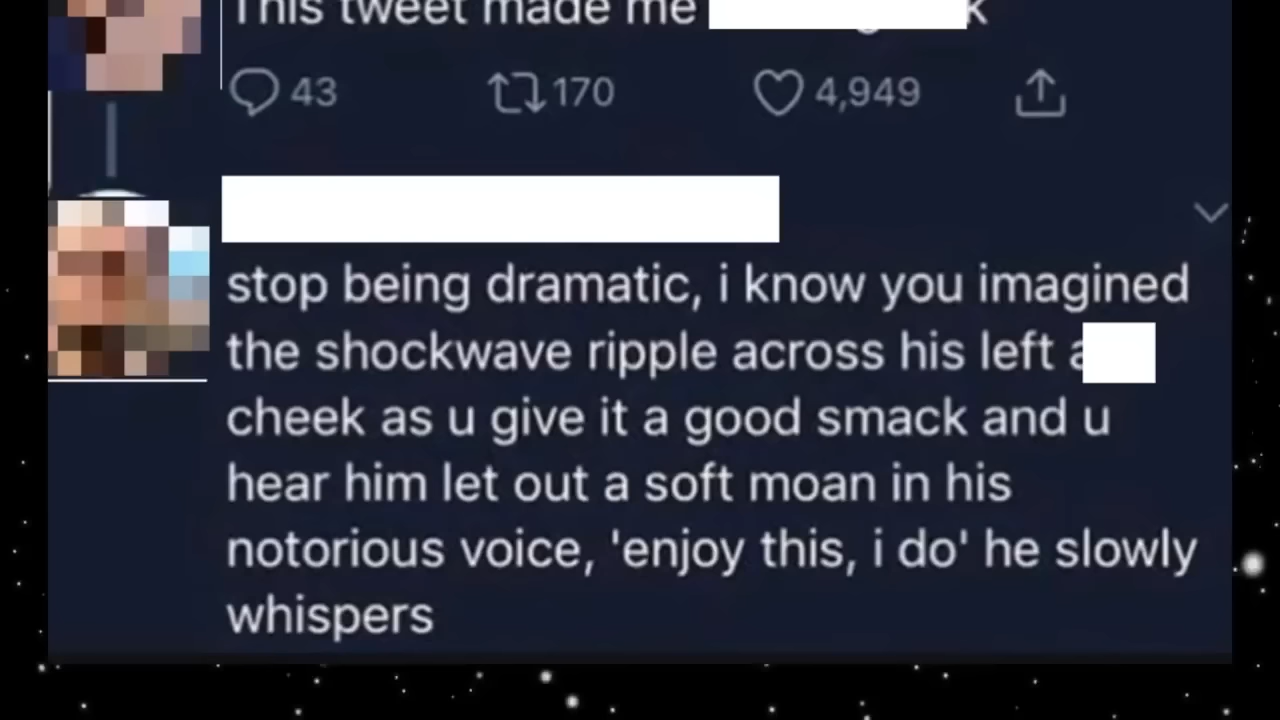 This tweet made me k
43 170 4,949
stop being dramatic, i know you imagined
the shockwave ripple across his left a
cheek as u give it a good smack and u
hear him let out a soft moan in his
notorious voice, 'enjoy this, i do' he slowly
whispers